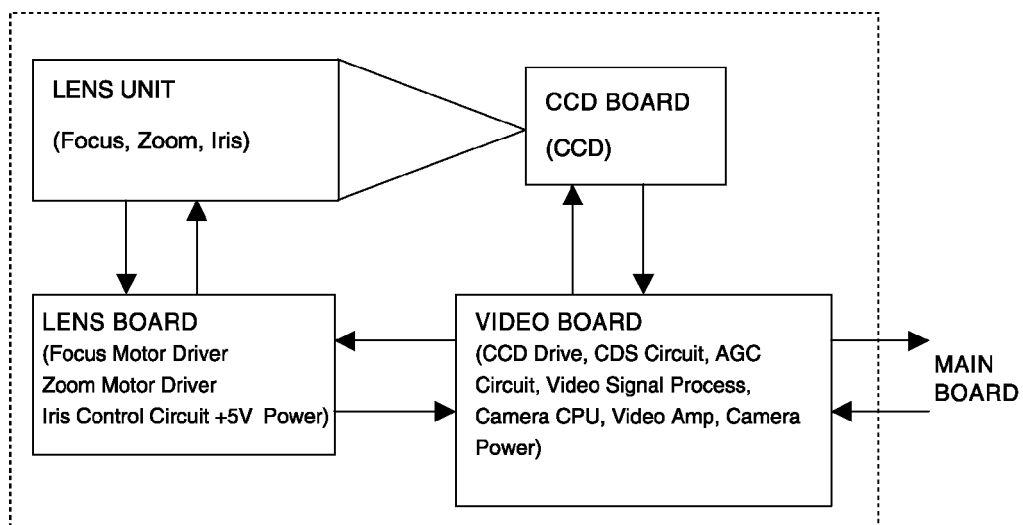 LENS UNIT
(Focus, Zoom, Iris)
CCD BOARD
(CCD)
LENS BOARD
(Focus Motor Driver
Zoom Motor Driver
Iris Control Circuit +5V Power)
VIDEO BOARD
(CCD Drive, CDS Circuit, AGC
Circuit, Video Signal Process,
Camera CPU, Video Amp, Camera
Power)
MAIN
BOARD